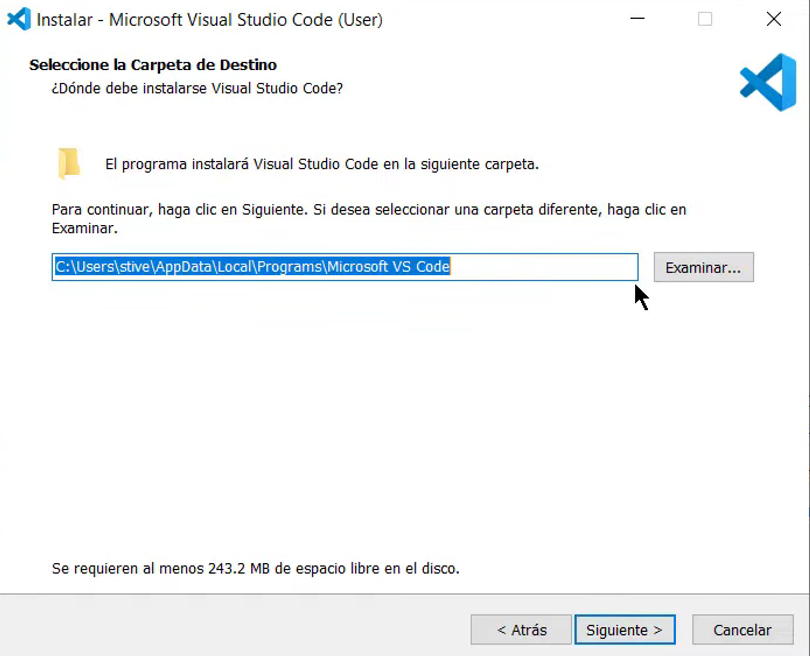 Instalar - Microsoft Visual Studio Code (User)
Seleccione la Carpeta de Destino
¿Dónde debe instalarse Visual Studio Code?
El programa instalará Visual Studio Code en la siguiente carpeta.
Para continuar, haga clic en Siguiente. Si desea seleccionar una carpeta diferente, haga clic en
Examinar.
C:\Users\stive\AppData\Local\Programs\Microsoft VS Code
Examinar...
Se requieren al menos 243.2 MB de espacio libre en el disco.
< Atrás
Siguiente >
Cancelar